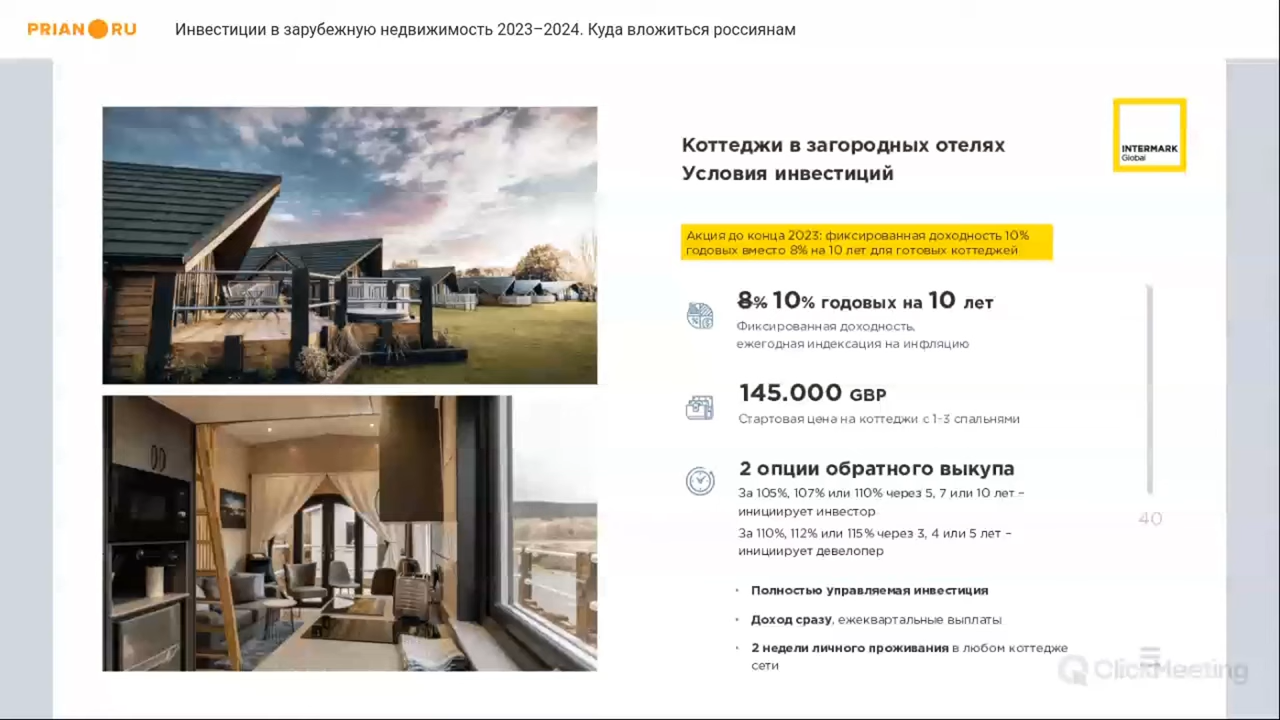 PRIAN RU
Инвестиции в зарубежную недвижимость 2023–2024. Куда вложиться россиянам
INTERMARK
Global
Коттеджи в загородных отелях
Условия инвестиций
Акция до конца 2023: фиксированная доходность 10%
годовых вместо 8% на 10 лет для готовых коттеджей
8% 10% годовых на 10 лет
Фиксированная доходность,
ежегодная индексация на инфляцию
145.000 GBP
Стартовая цена на коттеджи с 1-3 спальнями
2 опции обратного выкупа
За 105%, 107% или 110% через 5, 7 или 10 лет –
инициирует инвестор
За 110%, 112% или 115% через 3, 4 или 5 лет –
инициирует девелопер
40
• Полностью управляемая инвестиция
• Доход сразу, ежеквартальные выплаты
• 2 недели личного проживания в любом коттедже
сети
ClickMeeting